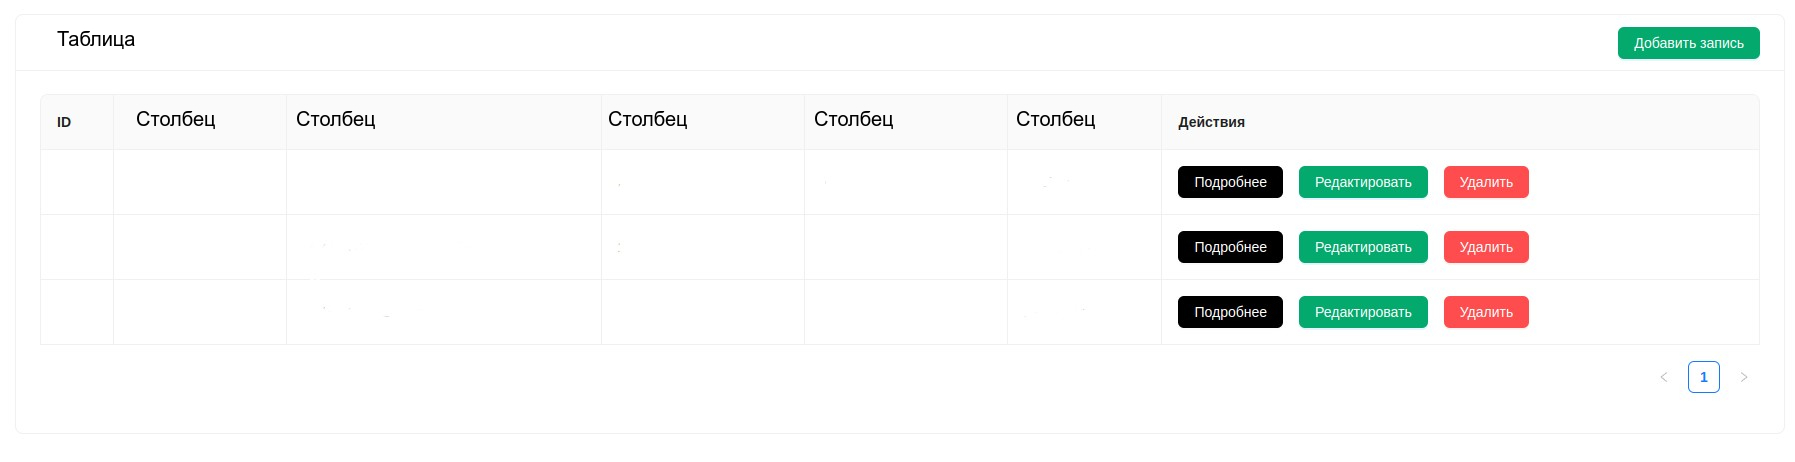 Таблица
Добавить запись
ID Столбец Столбец Столбец Столбец Столбец Действия
Подробнее Редактировать Удалить
Подробнее Редактировать Удалить
Подробнее Редактировать Удалить
< 1 >